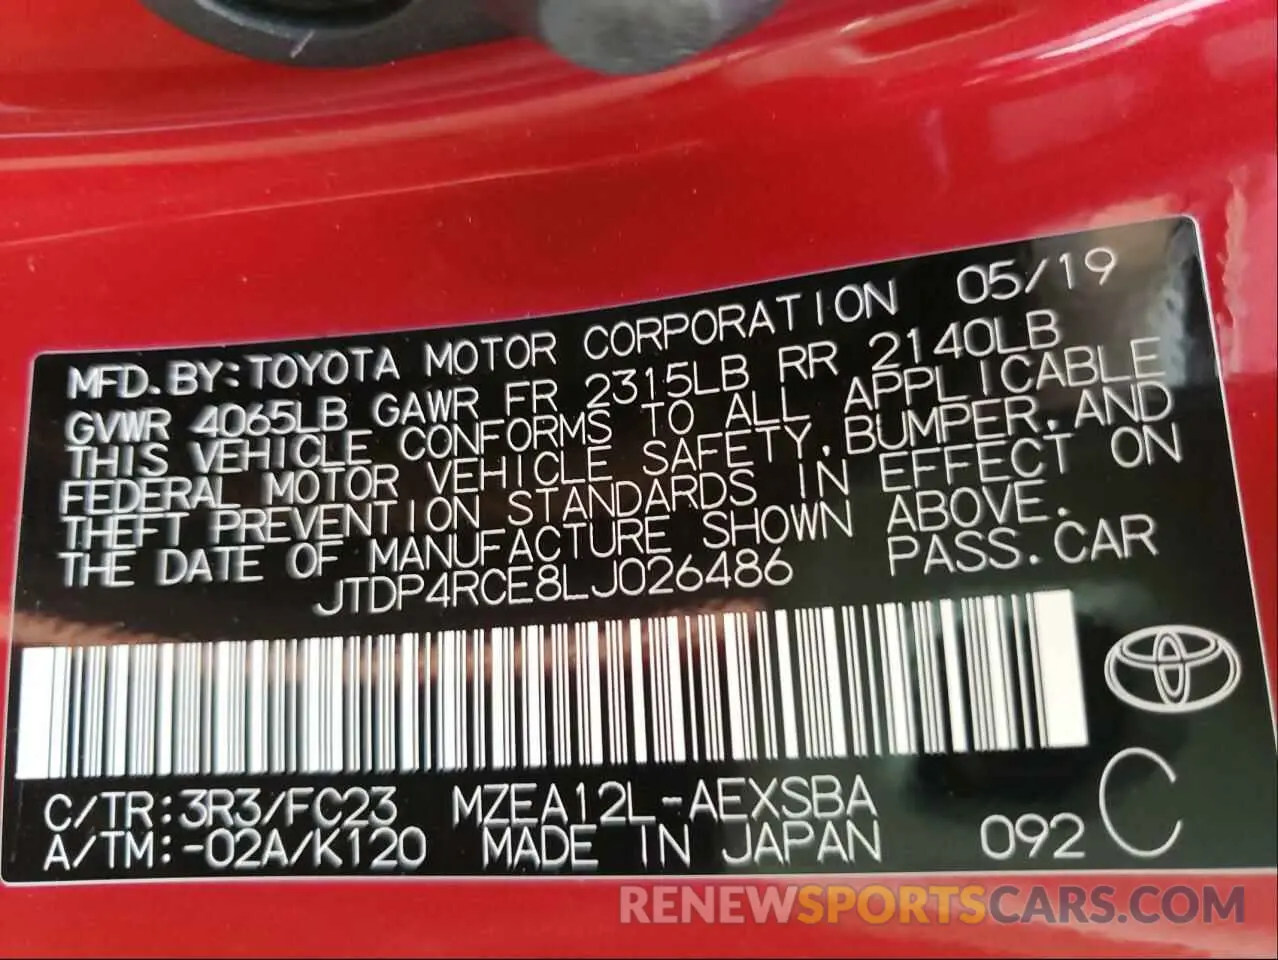 MFD.BY:TOYOTA MOTOR CORPORATION 05/19
GVWR 4065LB GAWR FR 2315LB RR 2140LB
THIS VEHICLE CONFORMS TO ALL APPLICABLE
FEDERAL MOTOR VEHICLE SAFETY,BUMPER,AND
THEFT PREVENTION STANDARDS IN EFFECT ON
THE DATE OF MANUFACTURE SHOWN ABOVE.
JTDP4RCE8LJ026486 PASS.CAR
C/TR:3R3/FC23 MZEA12L-AEXSBA
A/TM:-02A/K120 MADE IN JAPAN 092 C
RENEWSPORTSCARS.COM